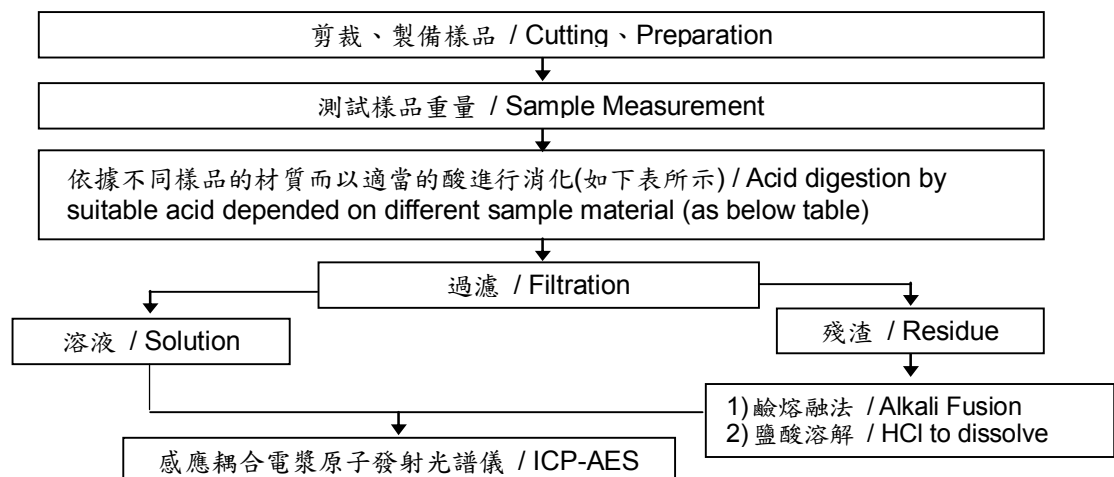 剪裁、製備樣品 / Cutting、Preparation
測試樣品重量 / Sample Measurement
依據不同樣品的材質而以適當的酸進行消化(如下表所示) / Acid digestion by
suitable acid depended on different sample material (as below table)
過濾 / Filtration
溶液 / Solution
殘渣 / Residue
1) 鹼熔融法 / Alkali Fusion
2) 鹽酸溶解 / HCl to dissolve
感應耦合電漿原子發射光譜儀 / ICP-AES